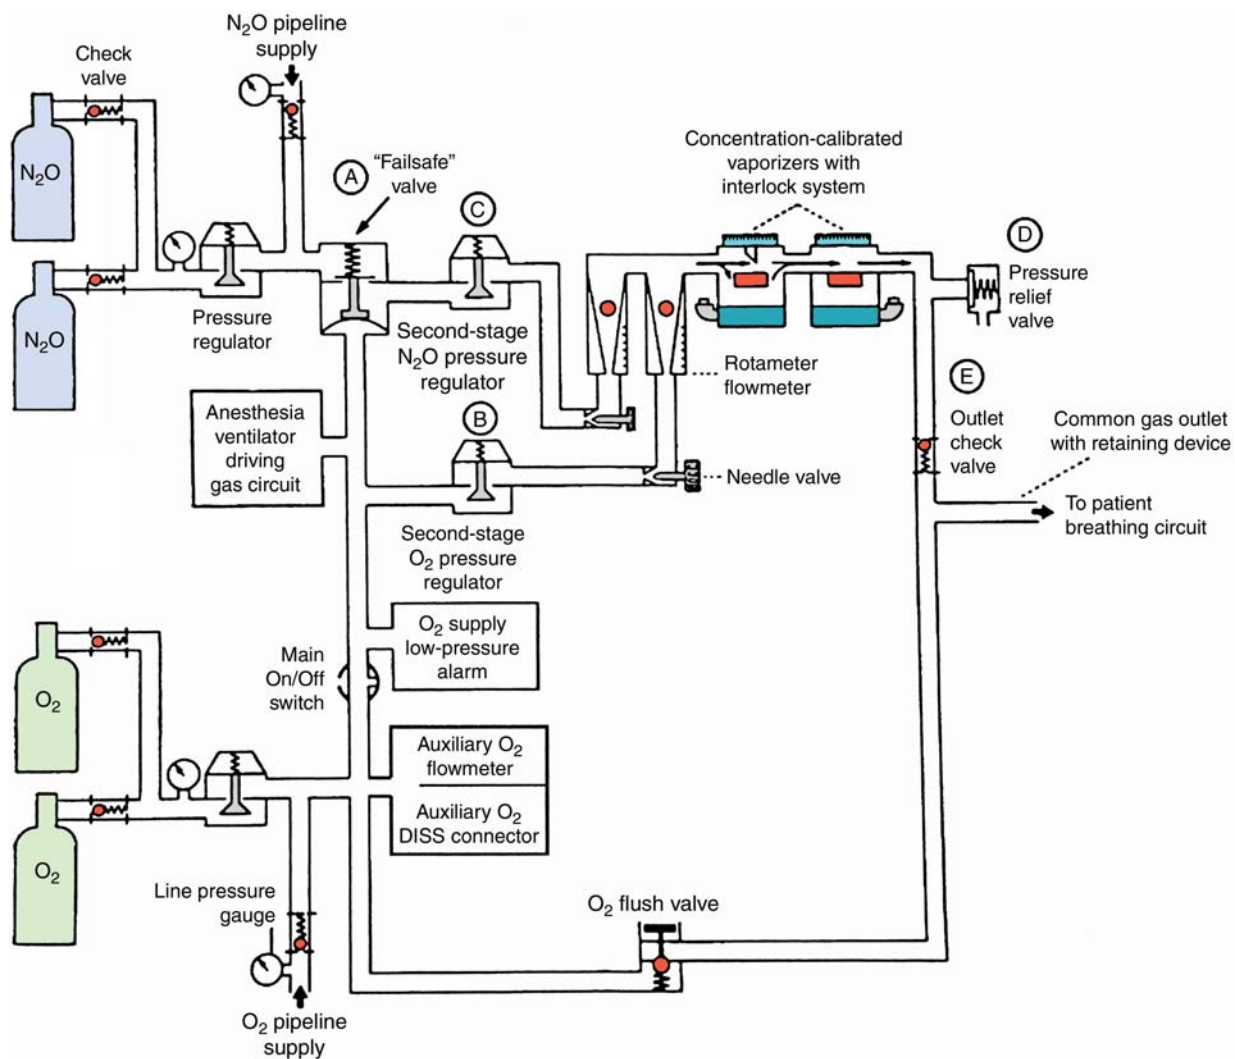 N2O pipeline
supply
Check
valve
N2O
N2O
A
"Failsafe"
valve
C
Concentration-calibrated
vaporizers with
interlock system
D
Pressure
relief
valve
Pressure
regulator
Second-stage
N2O pressure
regulator
Rotameter
flowmeter
E
Outlet
check
valve
Common gas outlet
with retaining device
Anesthesia
ventilator
driving
gas circuit
B
Needle valve
To patient
breathing circuit
Second-stage
O2 pressure
regulator
O2 supply
low-pressure
alarm
Main
On/Off
switch
O2
O2
Auxiliary O2
flowmeter
Auxiliary O2
DISS connector
Line pressure
gauge
O2 flush valve
O2 pipeline
supply